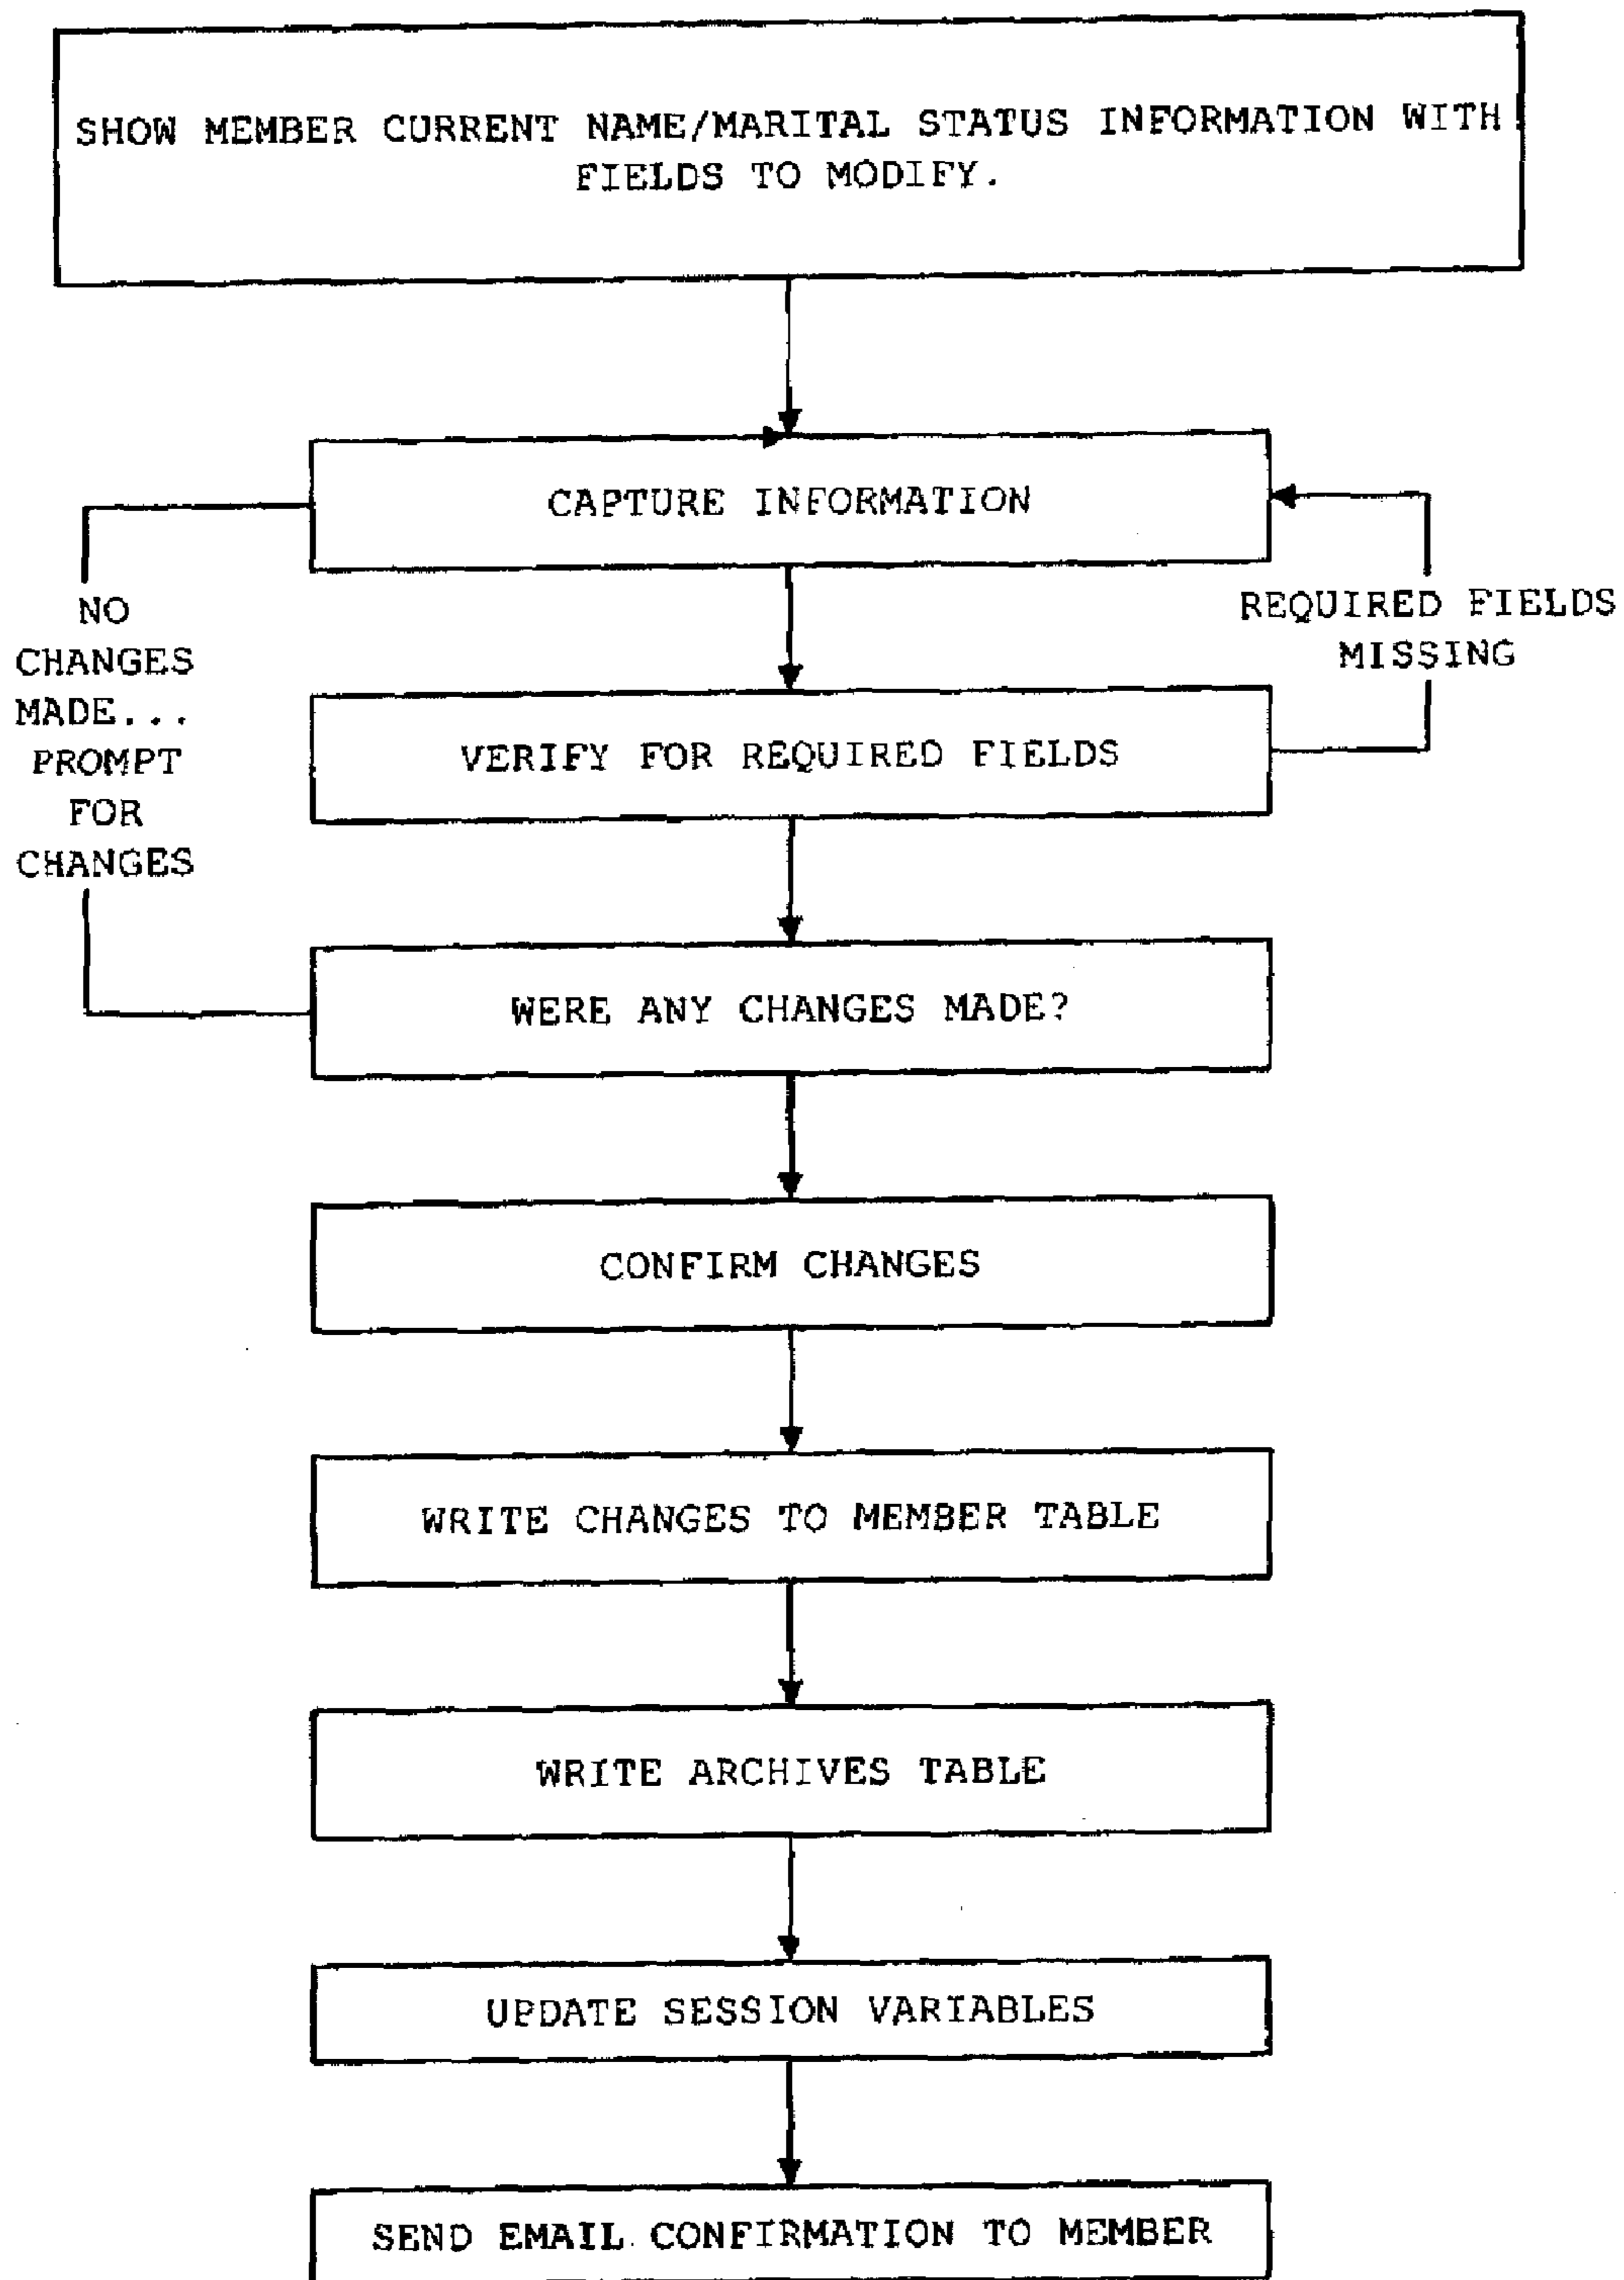 SHOW MEMBER CURRENT NAME/MARITAL STATUS INFORMATION WITH
FIELDS TO MODIFY.
CAPTURE INFORMATION
NO
CHANGES
MADE...
PROMPT
FOR
CHANGES
REQUIRED FIELDS
MISSING
VERIFY FOR REQUIRED FIELDS
WERE ANY CHANGES MADE?
CONFIRM CHANGES
WRITE CHANGES TO MEMBER TABLE
WRITE ARCHIVES TABLE
UPDATE SESSION VARIABLES
SEND EMAIL CONFIRMATION TO MEMBER